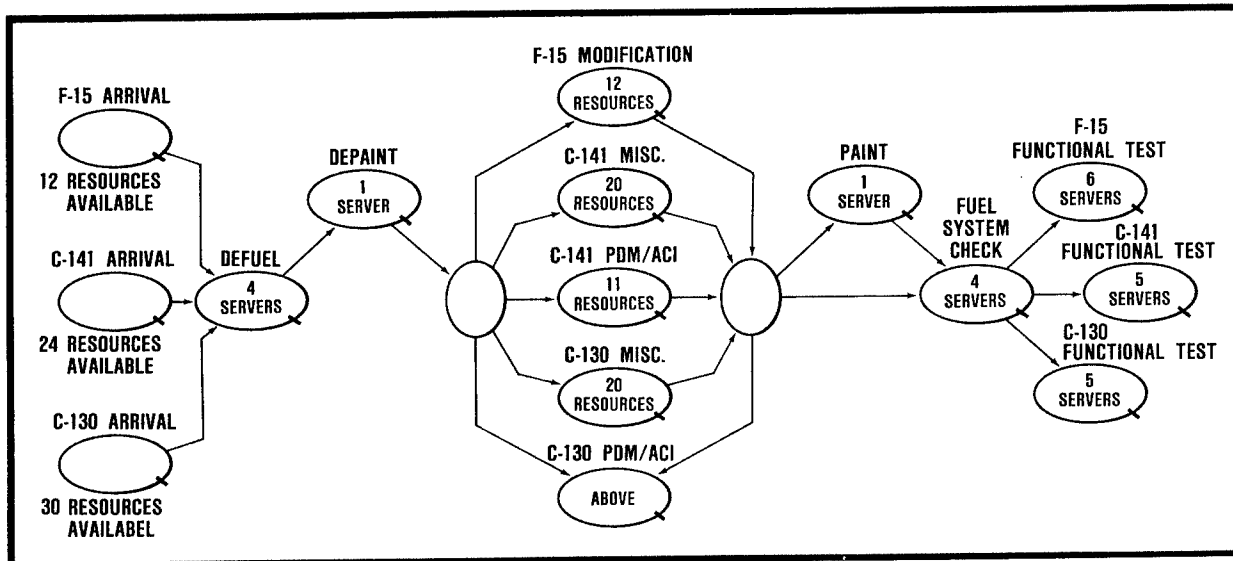 F-15 ARRIVAL
12 RESOURCES
AVAILABLE
C-141 ARRIVAL
24 RESOURCES
AVAILABLE
C-130 ARRIVAL
30 RESOURCES
AVAILABEL
DEFUEL
4
SERVERS
DEPAINT
1
SERVER
F-15 MODIFICATION
12
RESOURCES
C-141 MISC.
20
RESOURCES
C-141 PDM/ACI
11
RESOURCES
C-130 MISC.
20
RESOURCES
C-130 PDM/ACI
ABOVE
PAINT
1
SERVER
FUEL
SYSTEM
CHECK
4
SERVERS
F-15
FUNCTIONAL TEST
6
SERVERS
C-141
FUNCTIONAL TEST
5
SERVERS
C-130
FUNCTIONAL TEST
5
SERVERS